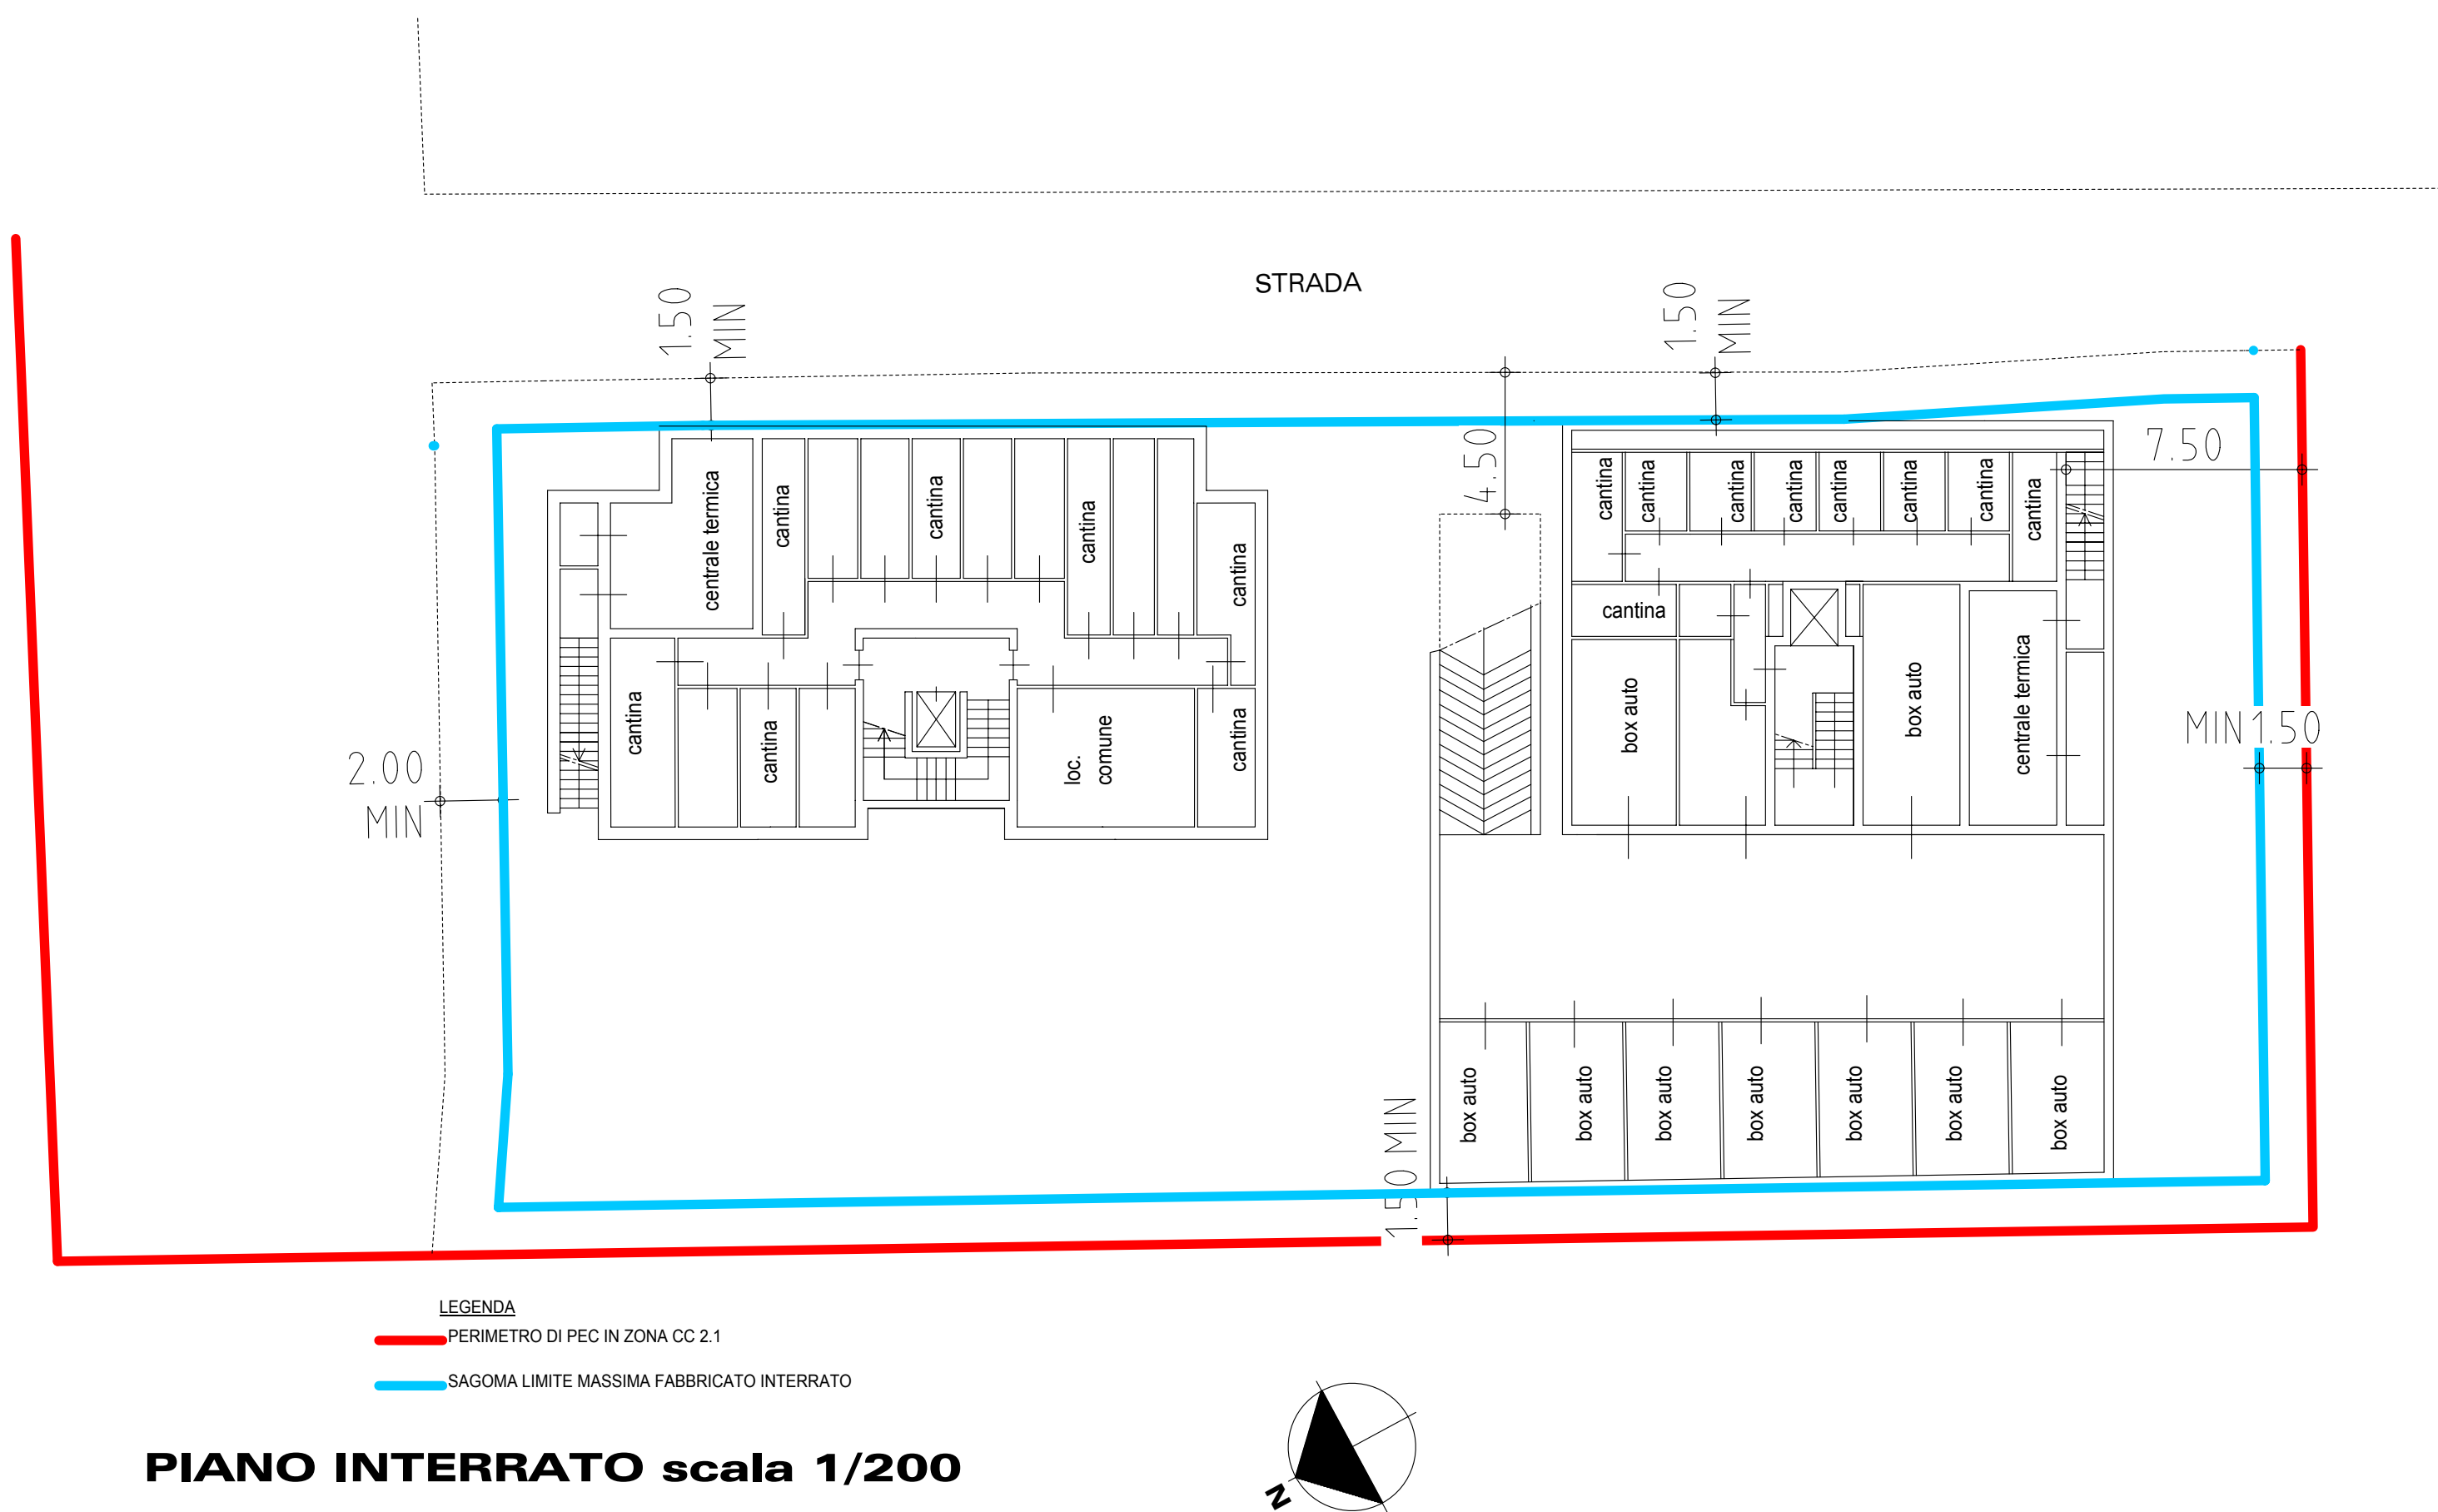 STRADA
1.50
MIN
1.50
MIN
4.50
7.50
centrale termica
cantina
cantina
cantina
cantina
cantina
cantina
cantina
cantina
cantina
cantina
cantina
cantina
cantina
box auto
box auto
centrale termica
cantina
cantina
loc.
comune
cantina
2.00
MIN
MIN 1.50
box auto
box auto
box auto
box auto
box auto
box auto
box auto
1.50 MIN
LEGENDA
PERIMETRO DI PEC IN ZONA CC 2.1
SAGOMA LIMITE MASSIMA FABBRICATO INTERRATO
PIANO INTERRATO scala 1/200
N